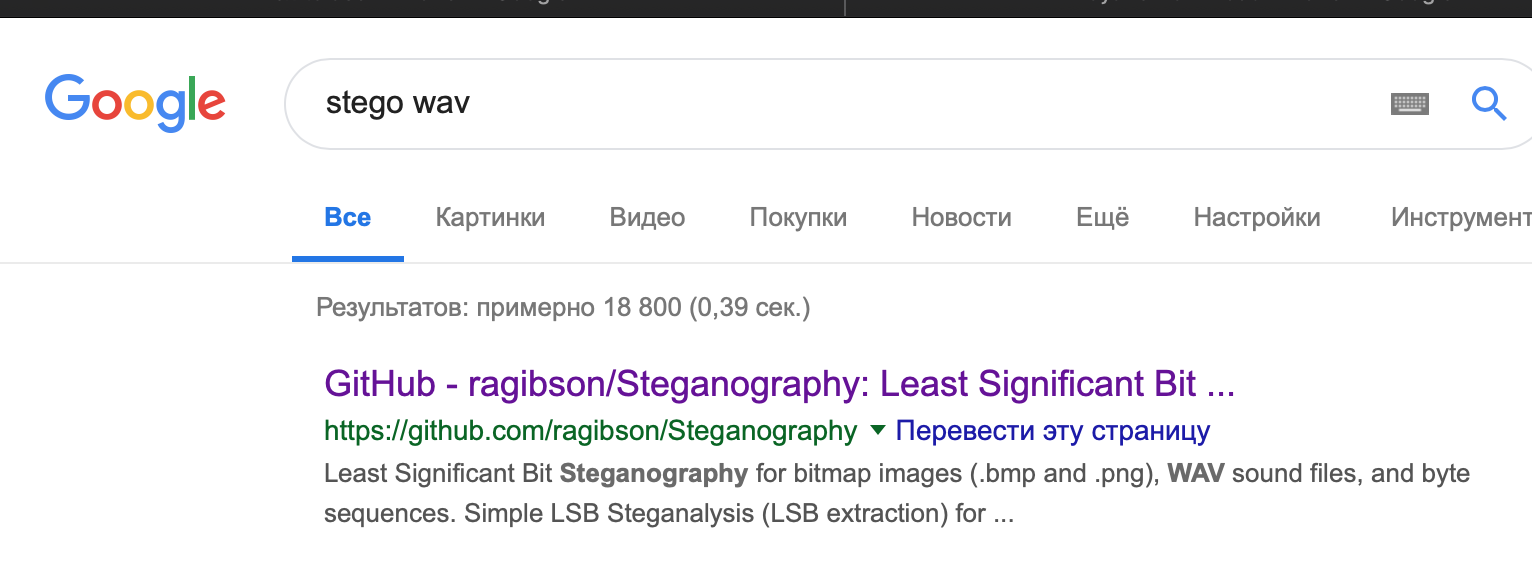 Google
stego wav
Все Картинки Видео Покупки Новости Ещё Настройки
Результатов: примерно 18 800 (0,39 сек.)
GitHub - ragibson/Steganography: Least Significant Bit ...
https://github.com/ragibson/Steganography Перевести эту страницу
Least Significant Bit Steganography for bitmap images (.bmp and .png), WAV sound files, and byte
sequences. Simple LSB Steganalysis (LSB extraction) for ...